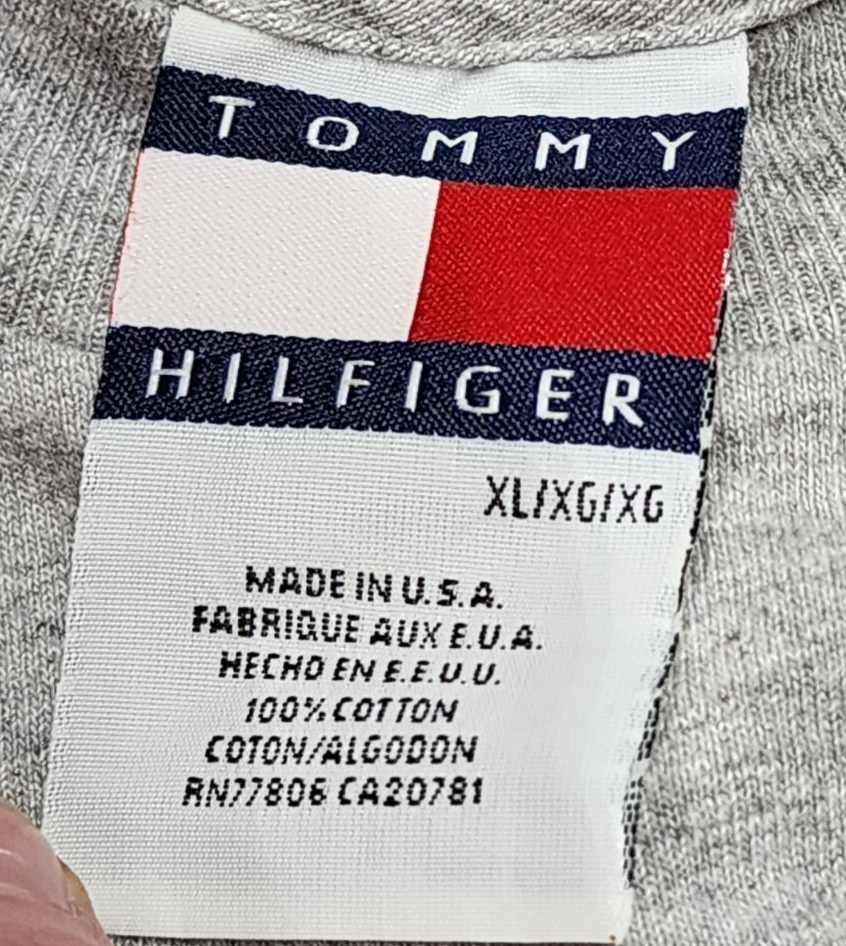 TOMMY
HILFIGER
XL/XG/XG
MADE IN U.S.A.
FABRIQUE AUX E.U.A.
HECHO EN E.E.U.U.
100% COTTON
COTON/ALGODON
RN77806 CA20781